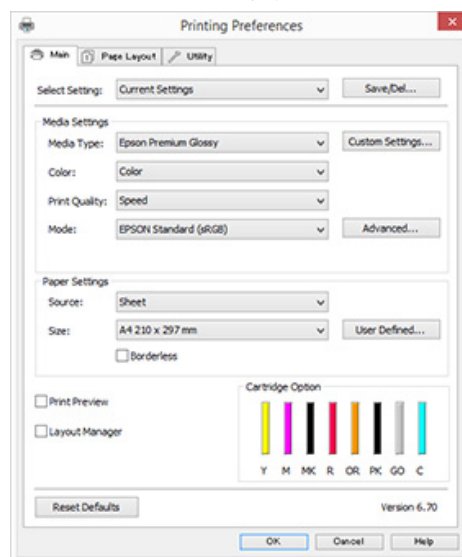 Printing Preferences
Main Page Layout Utility
Select Setting: Current Settings Save/Del...
Media Settings
Media Type: Epson Premium Glossy Custom Settings...
Color: Color
Print Quality: Speed
Mode: EPSON Standard (sRGB) Advanced...
Paper Settings
Source: Sheet
Size: A4 210 x 297 mm User Defined...
Borderless
Print Preview
Layout Manager
Cartridge Option
Y M MK R OR PK GO C
Reset Defaults Version 6.70
OK Cancel Help